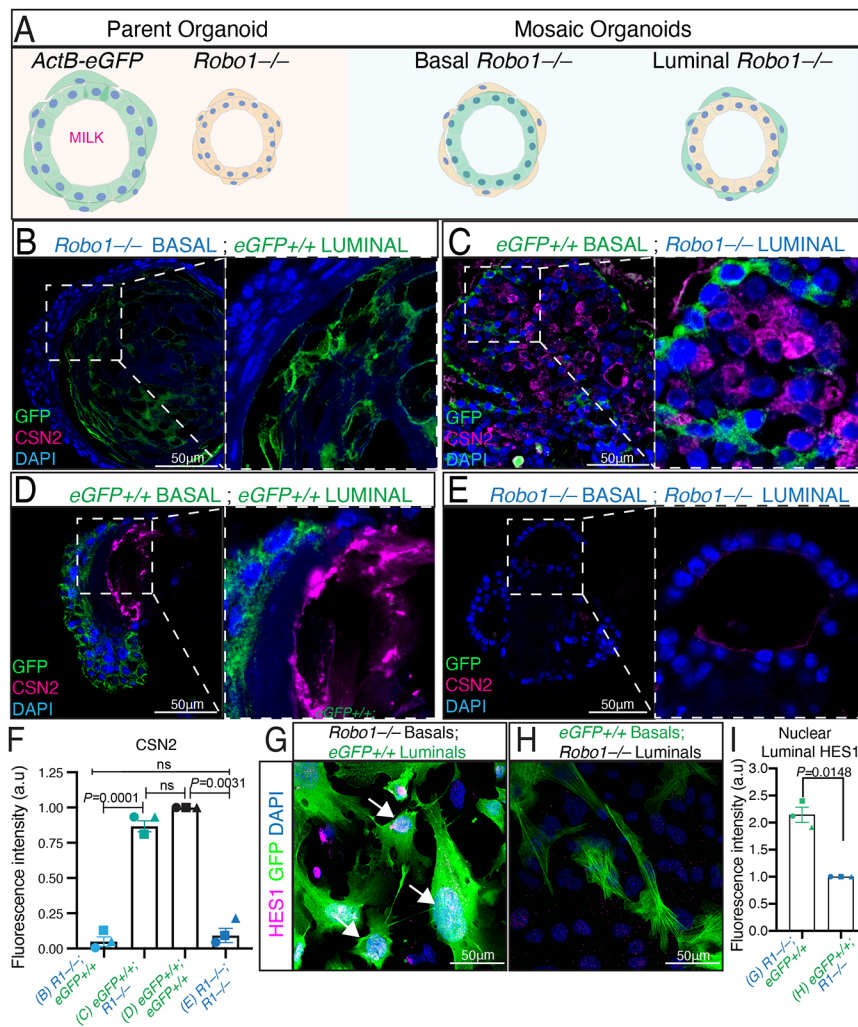 A
Parent Organoid
Mosaic Organoids
ActB-eGFP
Robo1–/–
Basal Robo1–/–
Luminal Robo1–/–
MILK
B
Robo1–/– BASAL ; eGFP+/+ LUMINAL
GFP
CSN2
DAPI
50µm
C
eGFP+/+ BASAL ; Robo1–/– LUMINAL
GFP
CSN2
DAPI
50µm
D
eGFP+/+ BASAL ; eGFP+/+ LUMINAL
GFP
CSN2
DAPI
50µm
eGFP+/+;
E
Robo1–/– BASAL ; Robo1–/– LUMINAL
GFP
CSN2
DAPI
50µm
F
CSN2
Fluorescence intensity (a.u)
1.25
1.00
0.75
0.50
0.25
0.00
ns
P=0.0001
ns
P=0.0031
(B) R1–/–;
eGFP+/+
(C) eGFP+/+;
R1–/–
(D) eGFP+/+;
eGFP+/+
(E) R1–/–;
R1–/–
G
Robo1–/– Basals;
eGFP+/+ Luminals
HES1 GFP DAPI
50µm
H
eGFP+/+ Basals;
Robo1–/– Luminals
50µm
I
Nuclear
Luminal HES1
Fluorescence intensity (a.u)
3.0
2.5
2.0
1.5
1.0
0.5
0.0
P=0.0148
(G) R1–/–;
eGFP+/+
(H) eGFP+/+;
R1–/–